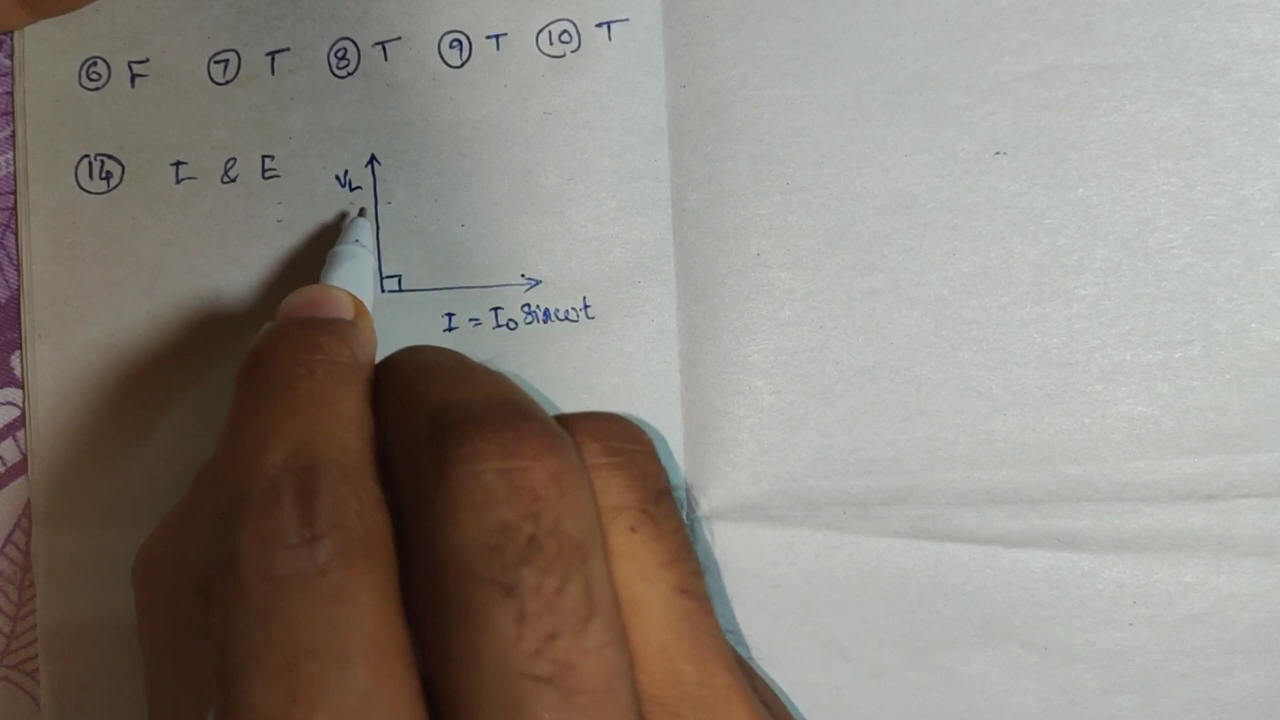 ⑥ F ⑦ T ⑧ T ⑨ T ⑩ T
⑭ I & E
VL
I = I₀ Sinωt